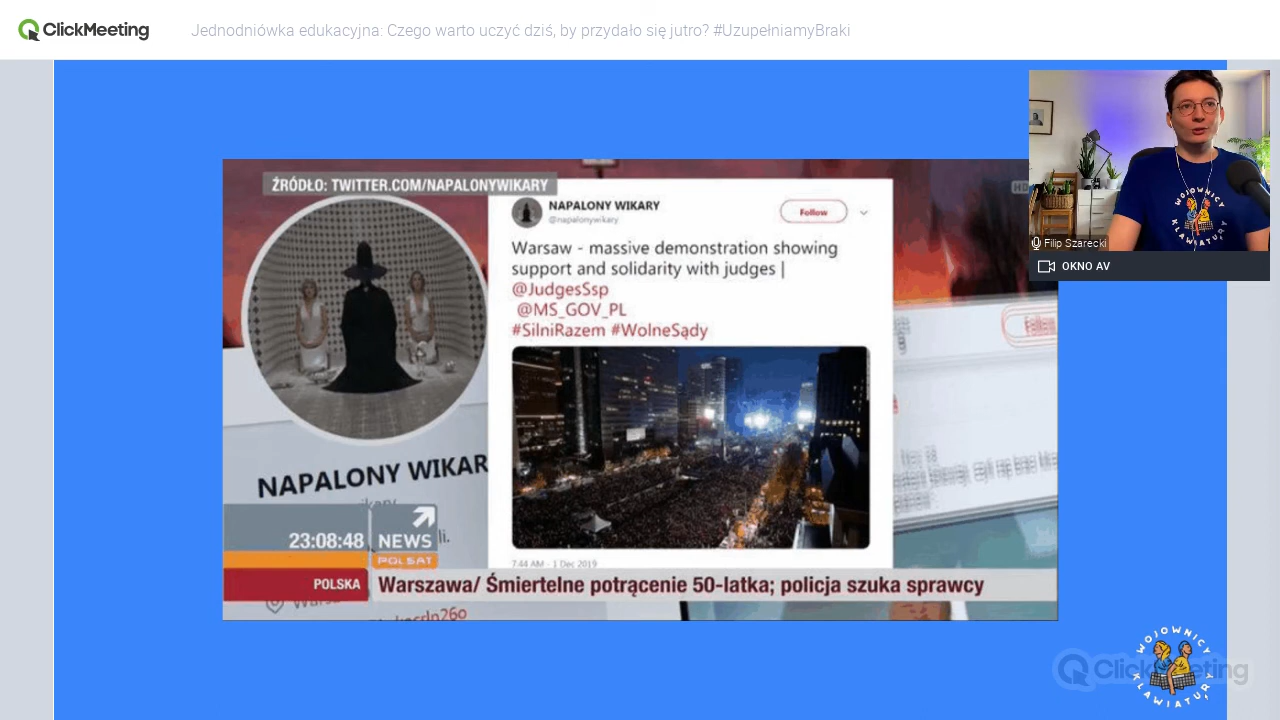 ClickMeeting
Jednodniówka edukacyjna: Czego warto uczyć dziś, by przydało się jutro? #UzupełniamyBraki
Filip Szarecki
OKNO AV
WOJOWNICY
KLAWIATURY
ŹRÓDŁO: TWITTER.COM/NAPALONYWIKARY
HD
NAPALONY WIKARY
@napalonywikary
Follow
Warsaw - massive demonstration showing
support and solidarity with judges |
@JudgesSsp
@MS_GOV_PL
#SilniRazem #WolneSądy
7:44 AM - 1 Dec 2019
NAPALONY WIKAR
23:08:48
NEWS
POLSAT
POLSKA
Warszawa/ Śmiertelne potrącenie 50-latka; policja szuka sprawcy
ClickMeeting
WOJOWNICY
KLAWIATURY